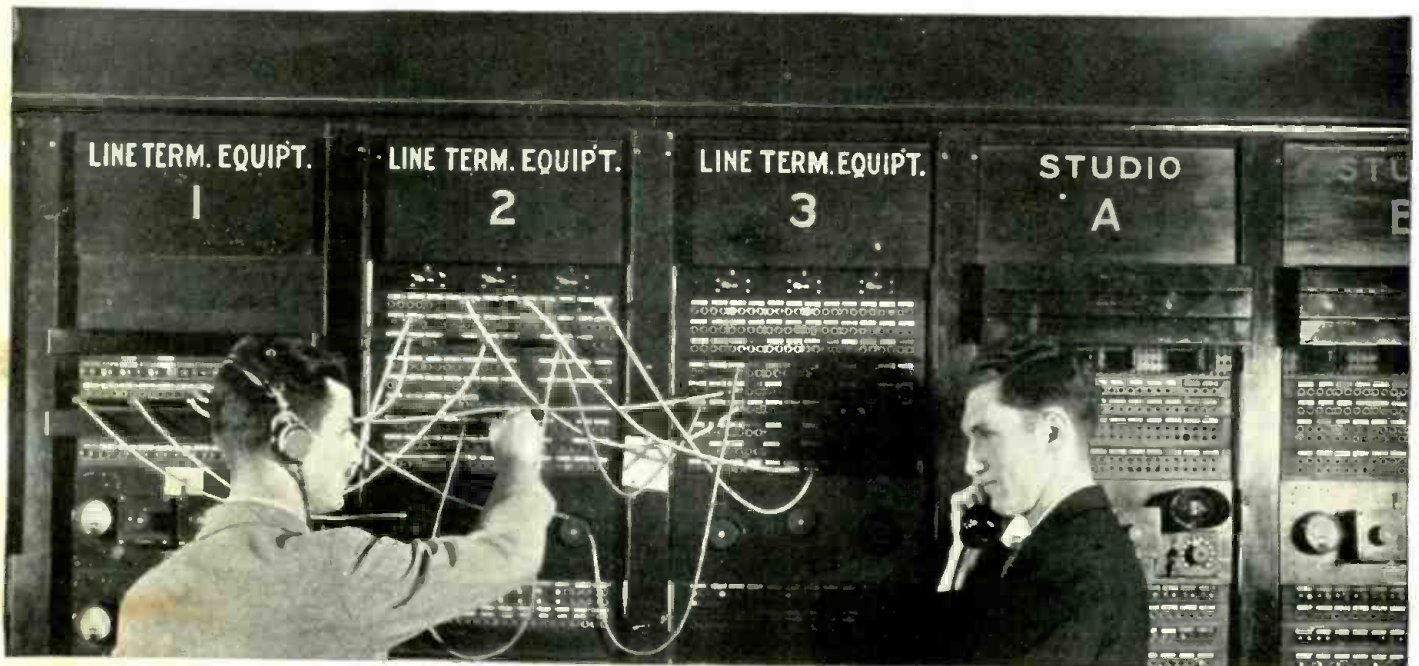 LINE TERM. EQUIP'T.
1
LINE TERM. EQUIP'T.
2
LINE TERM. EQUIP'T.
3
STUDIO
A